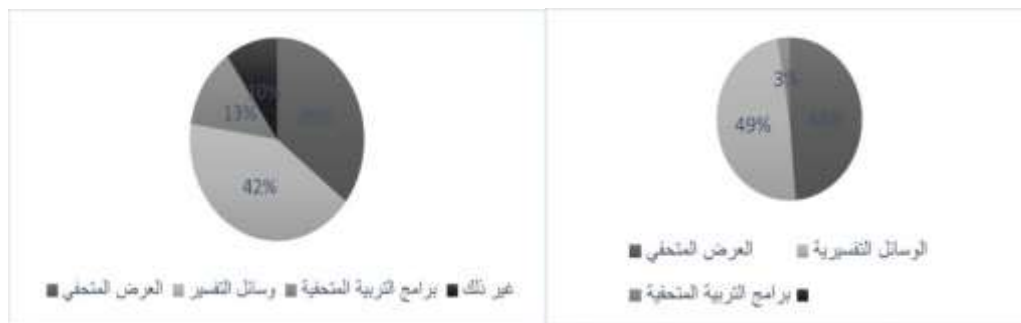 10%
13%
42%
العرض المتحفي وسائل التفسير برامج التربية المتحفية غير ذلك
3%
49%
العرض المتحفي الوسائل التفسيرية
برامج التربية المتحفية